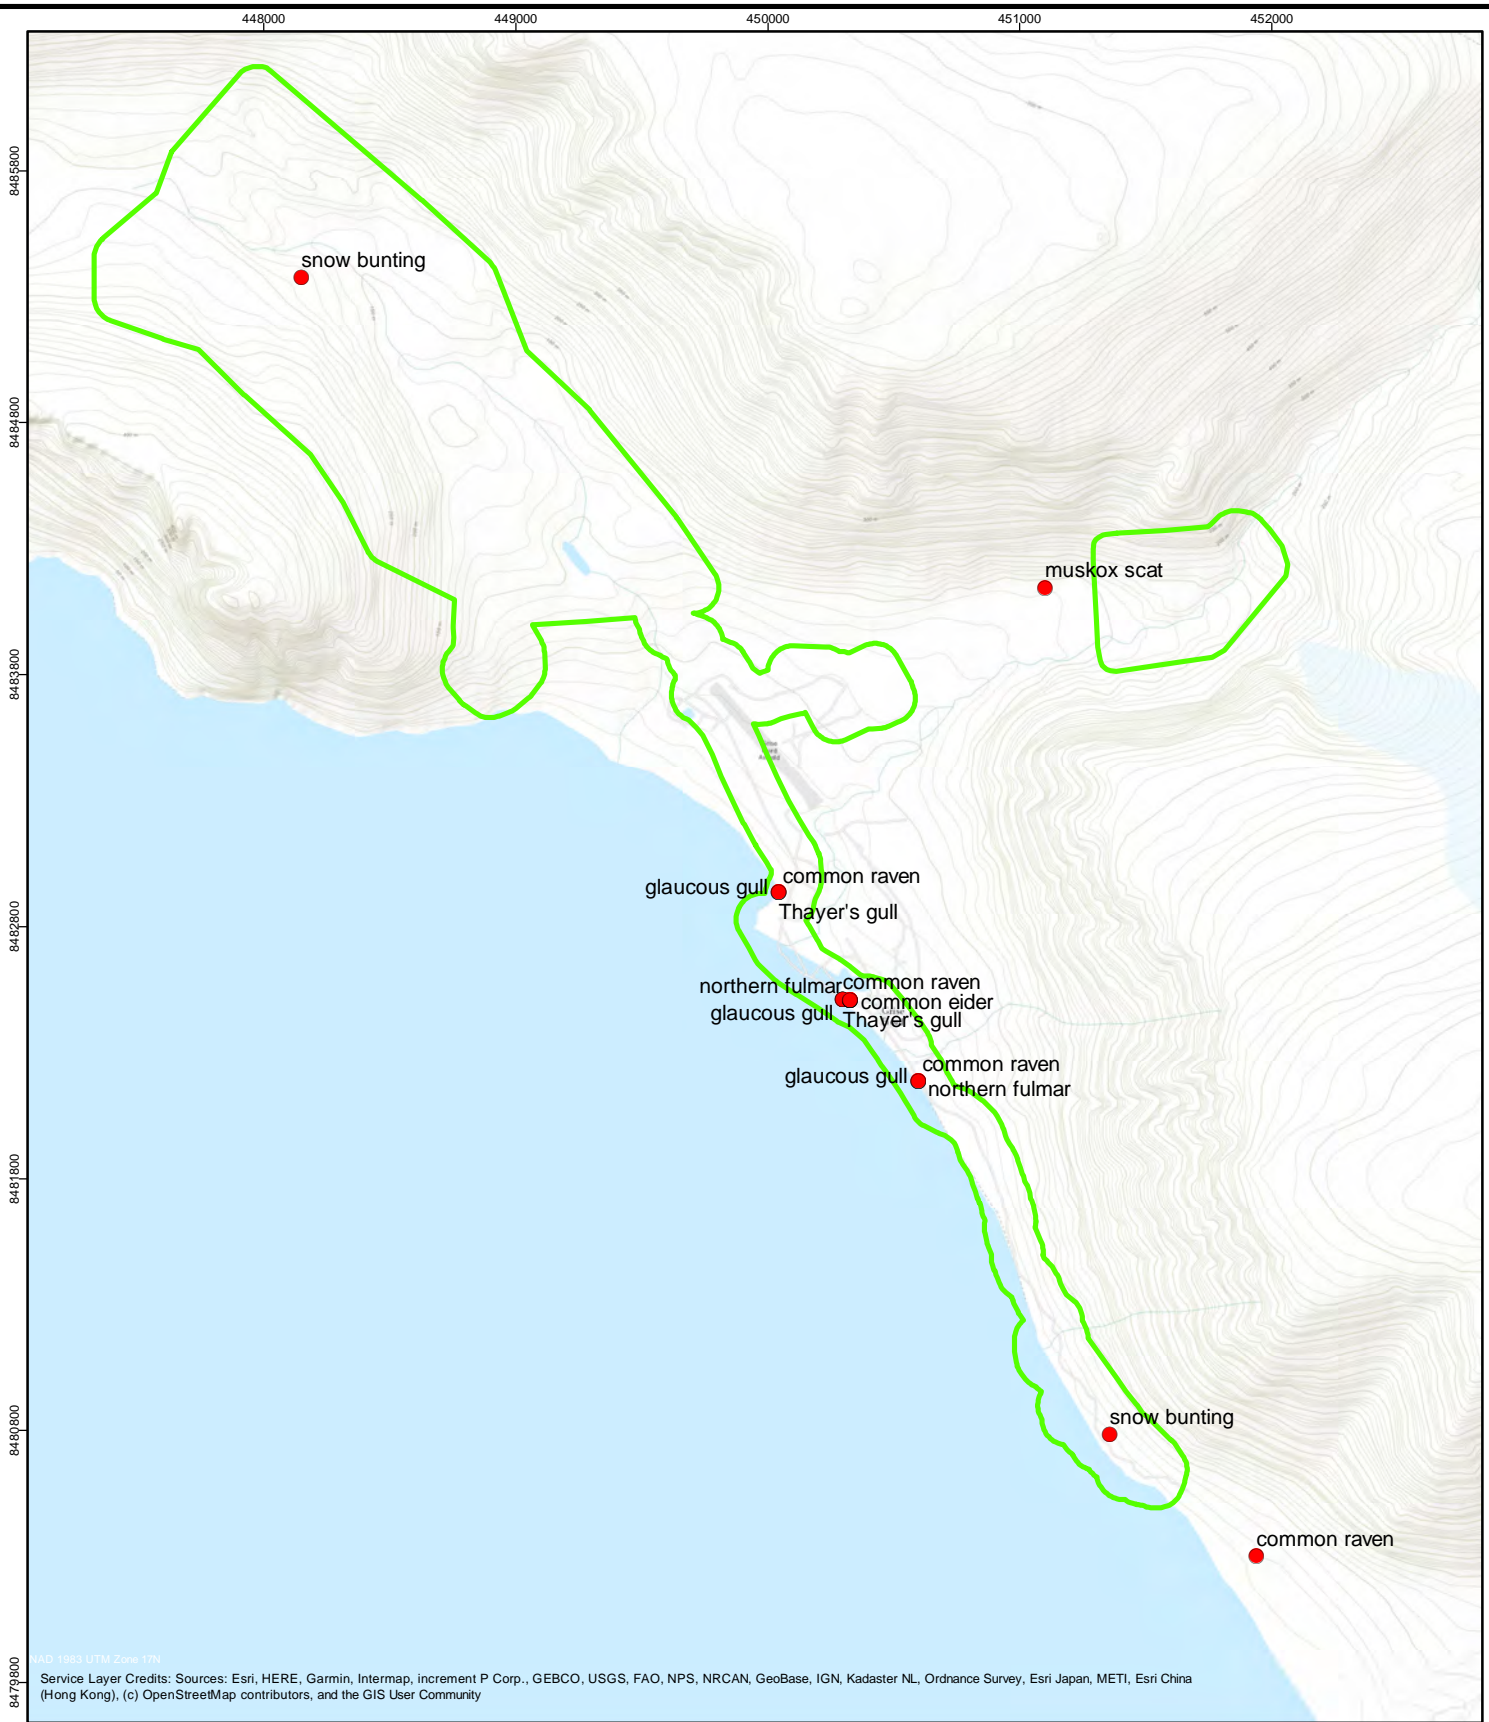 448000 449000 450000 451000 452000
8485800
snow bunting
8484800
muskox scat
8483800
common raven
glaucous gull
Thayer's gull
8482800
common raven
northern fulmar
common eider
glaucous gull
Thayer's gull
common raven
glaucous gull
northern fulmar
8481800
snow bunting
8480800
common raven
NAD 1983 UTM Zone 17N
8479800
Service Layer Credits: Sources: Esri, HERE, Garmin, Intermap, increment P Corp., GEBCO, USGS, FAO, NPS, NRCAN, GeoBase, IGN, Kadaster NL, Ordnance Survey, Esri Japan, METI, Esri China
(Hong Kong), (c) OpenStreetMap contributors, and the GIS User Community